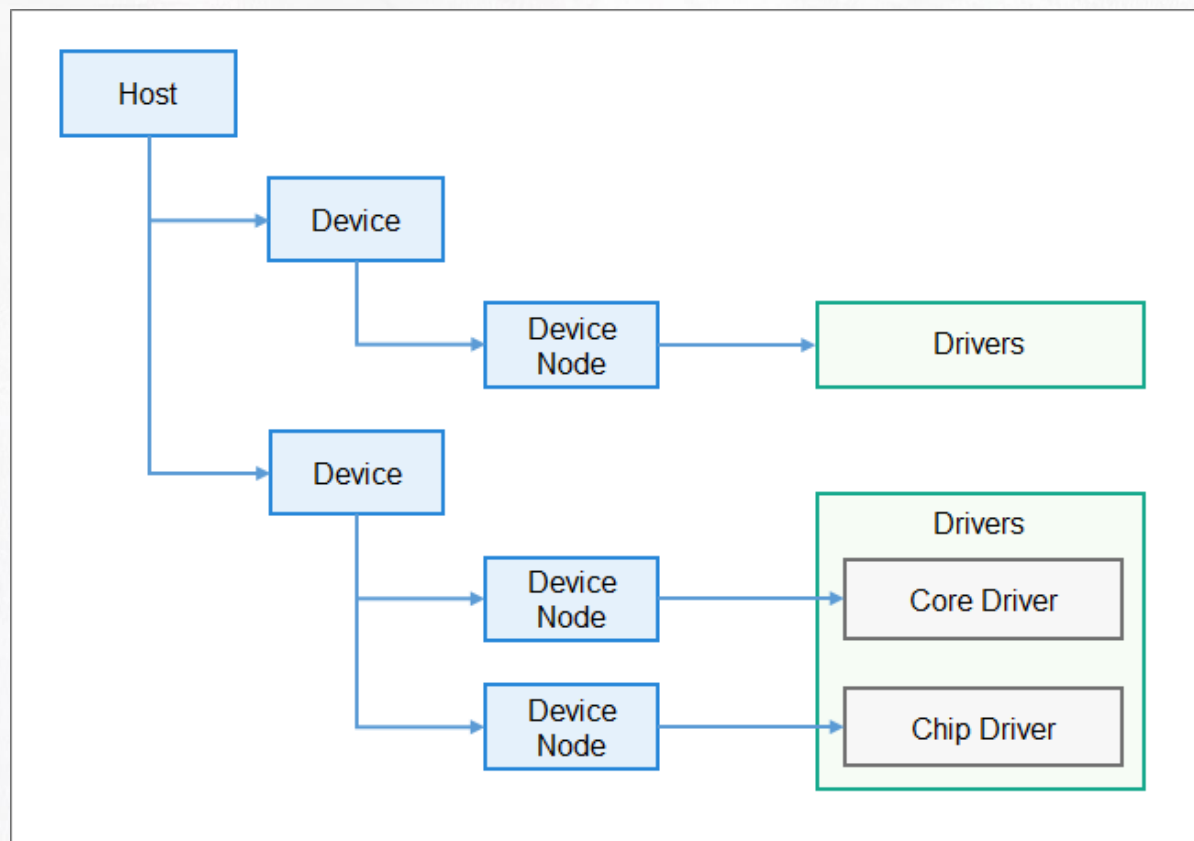 Host
Device
Device
Node
Drivers
Device
Drivers
Device
Node
Core Driver
Device
Node
Chip Driver